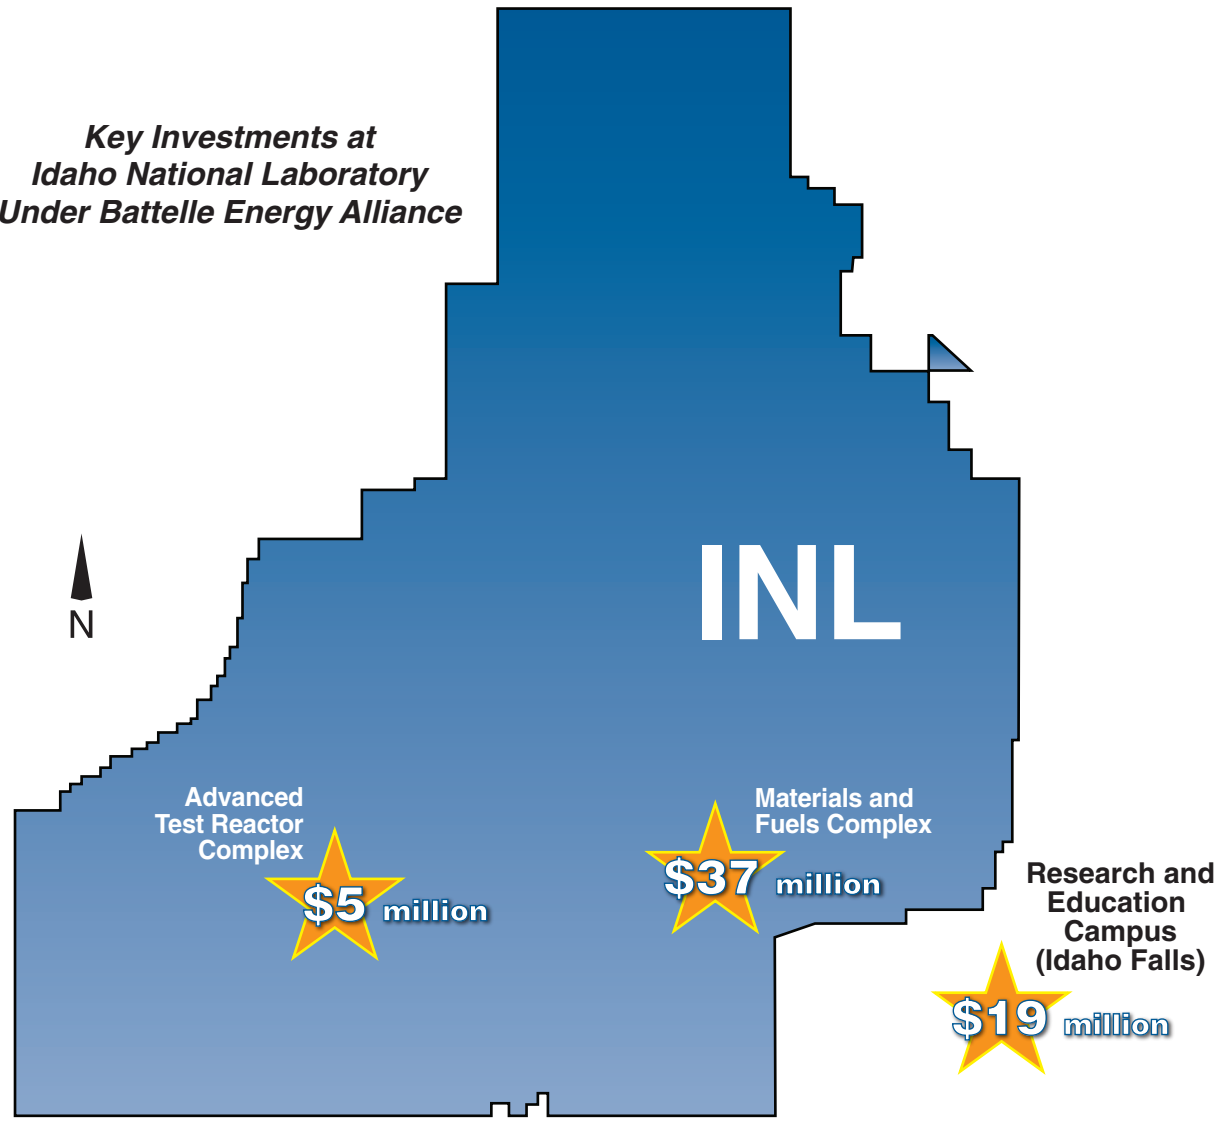 Key Investments at
Idaho National Laboratory
Under Battelle Energy Alliance
INL
N
Advanced
Test Reactor
Complex
$5 million
Materials and
Fuels Complex
$37 million
Research and
Education
Campus
(Idaho Falls)
$19 million